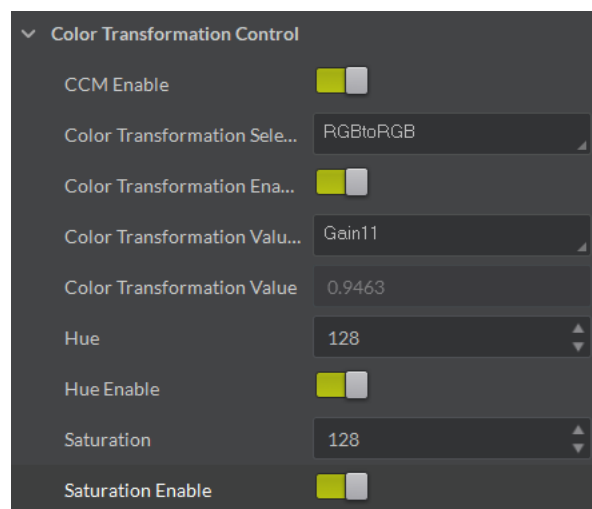 Color Transformation Control
CCM Enable
Color Transformation Sele... RGBtoRGB
Color Transformation Ena...
Color Transformation Valu... Gain11
Color Transformation Value 0.9463
Hue 128
Hue Enable
Saturation 128
Saturation Enable